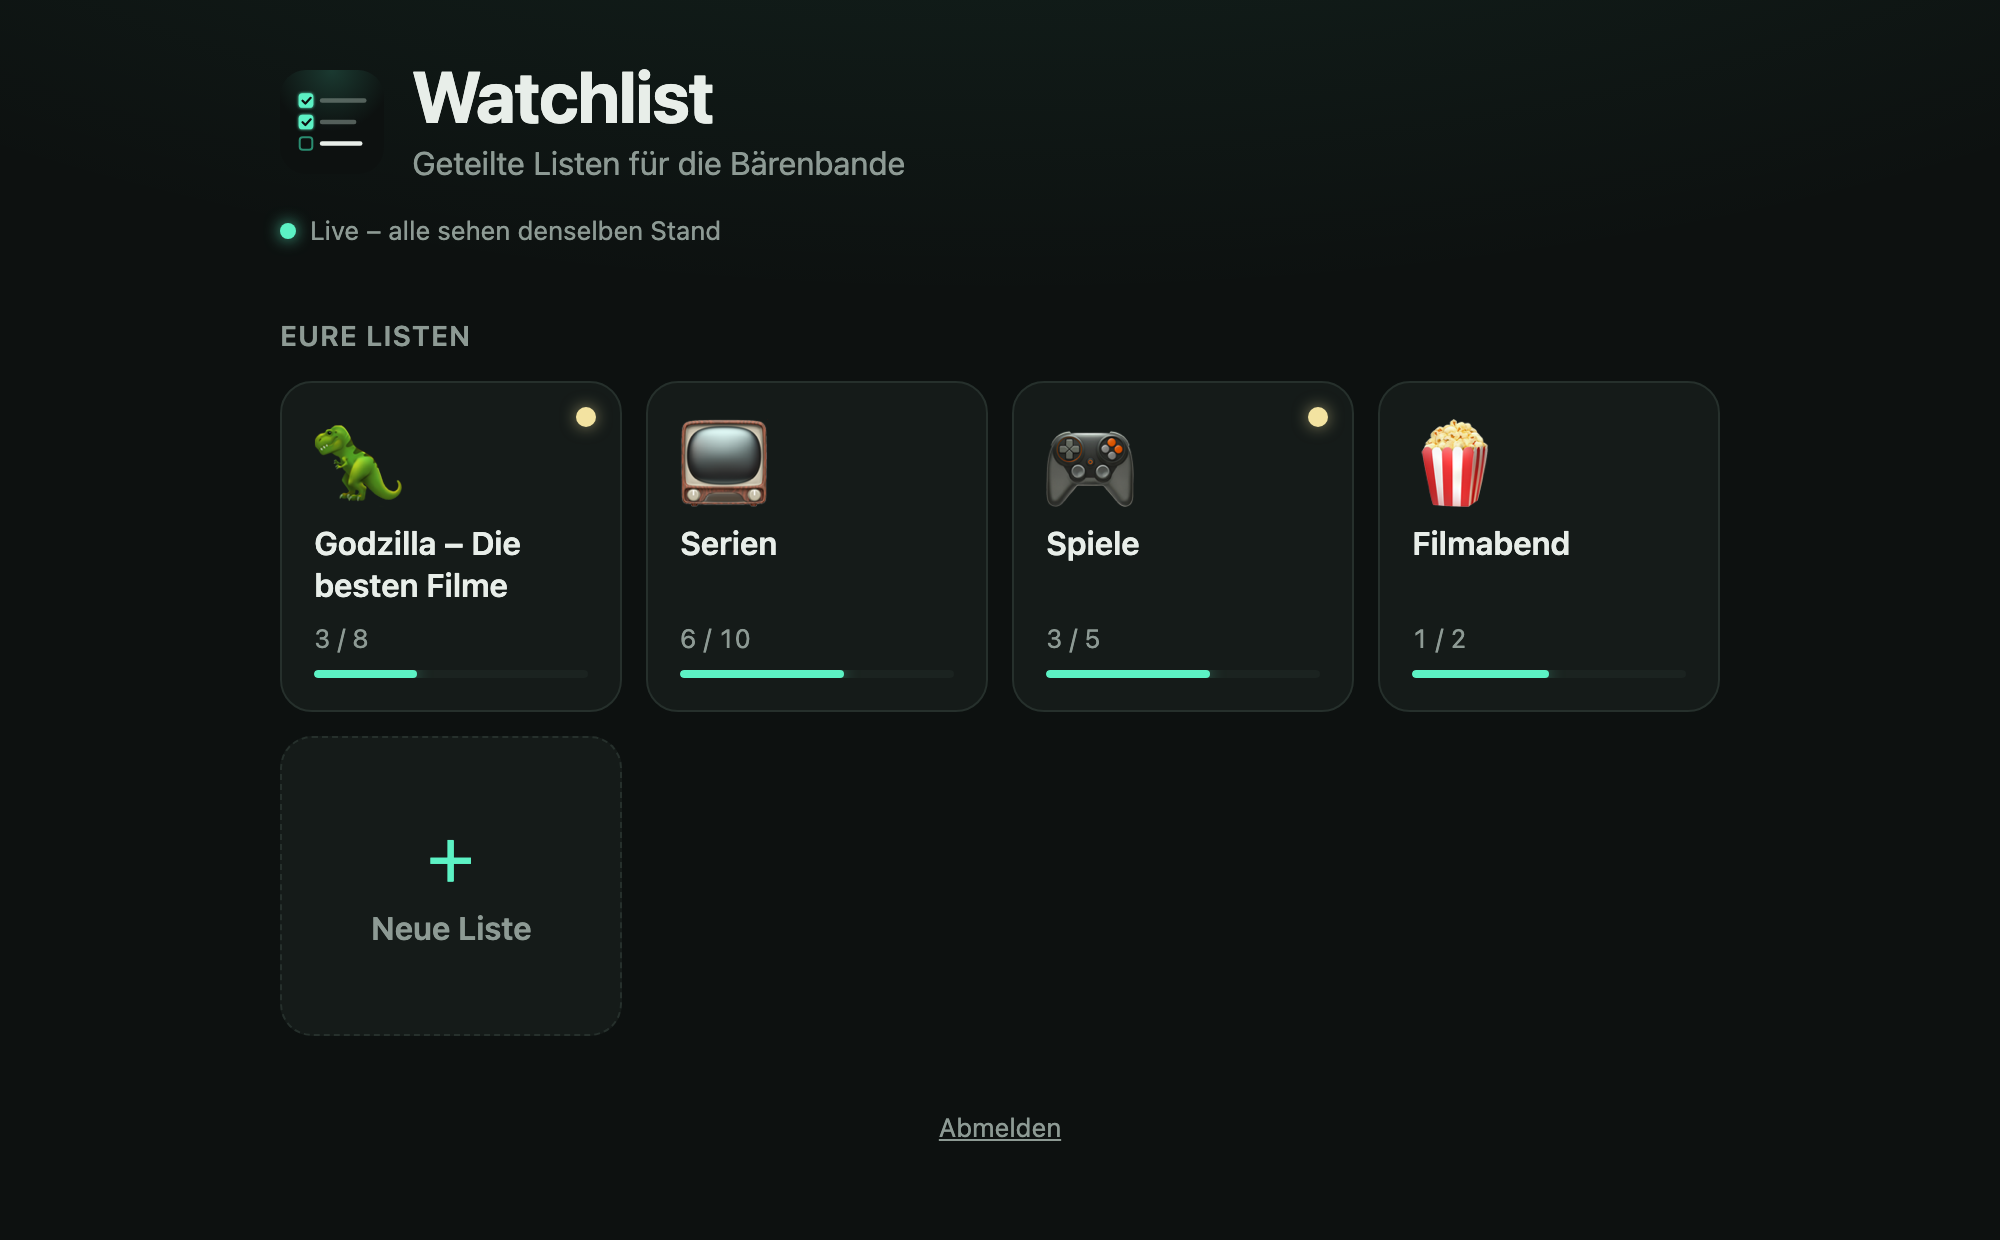 Watchlist
Geteilte Listen für die Bärenbande
Live – alle sehen denselben Stand
EURE LISTEN
Godzilla – Die
besten Filme
3 / 8
Serien
6 / 10
Spiele
3 / 5
Filmabend
1 / 2
+
Neue Liste
Abmelden